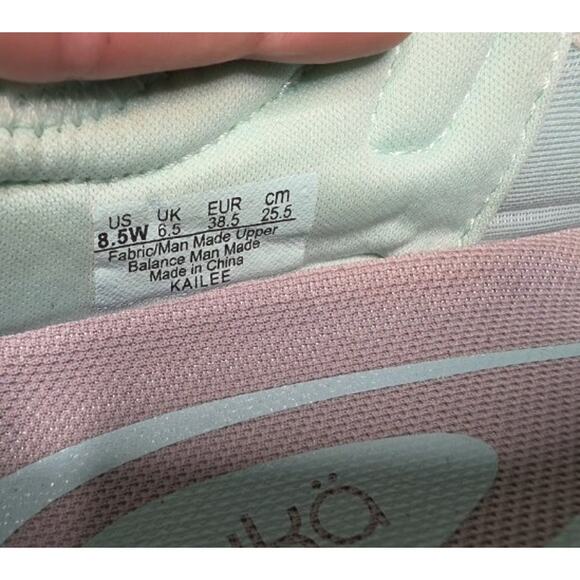 US UK EUR cm
8.5W 6.5 38.5 25.5
Fabric/Man Made Upper
Balance Man Made
Made in China
KAILEE
kä